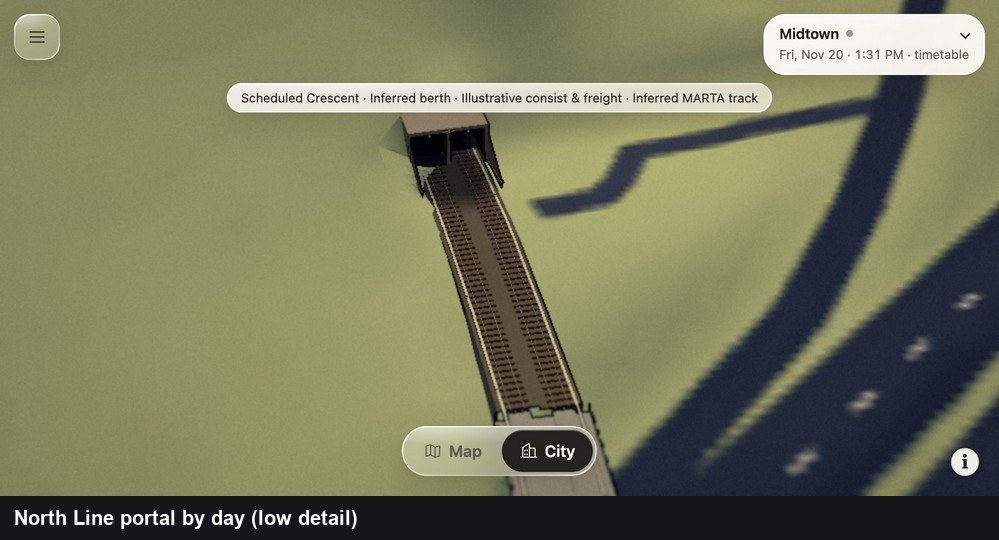 Midtown
Fri, Nov 20 · 1:31 PM · timetable
Scheduled Crescent · Inferred berth · Illustrative consist & freight · Inferred MARTA track
Map
City
North Line portal by day (low detail)